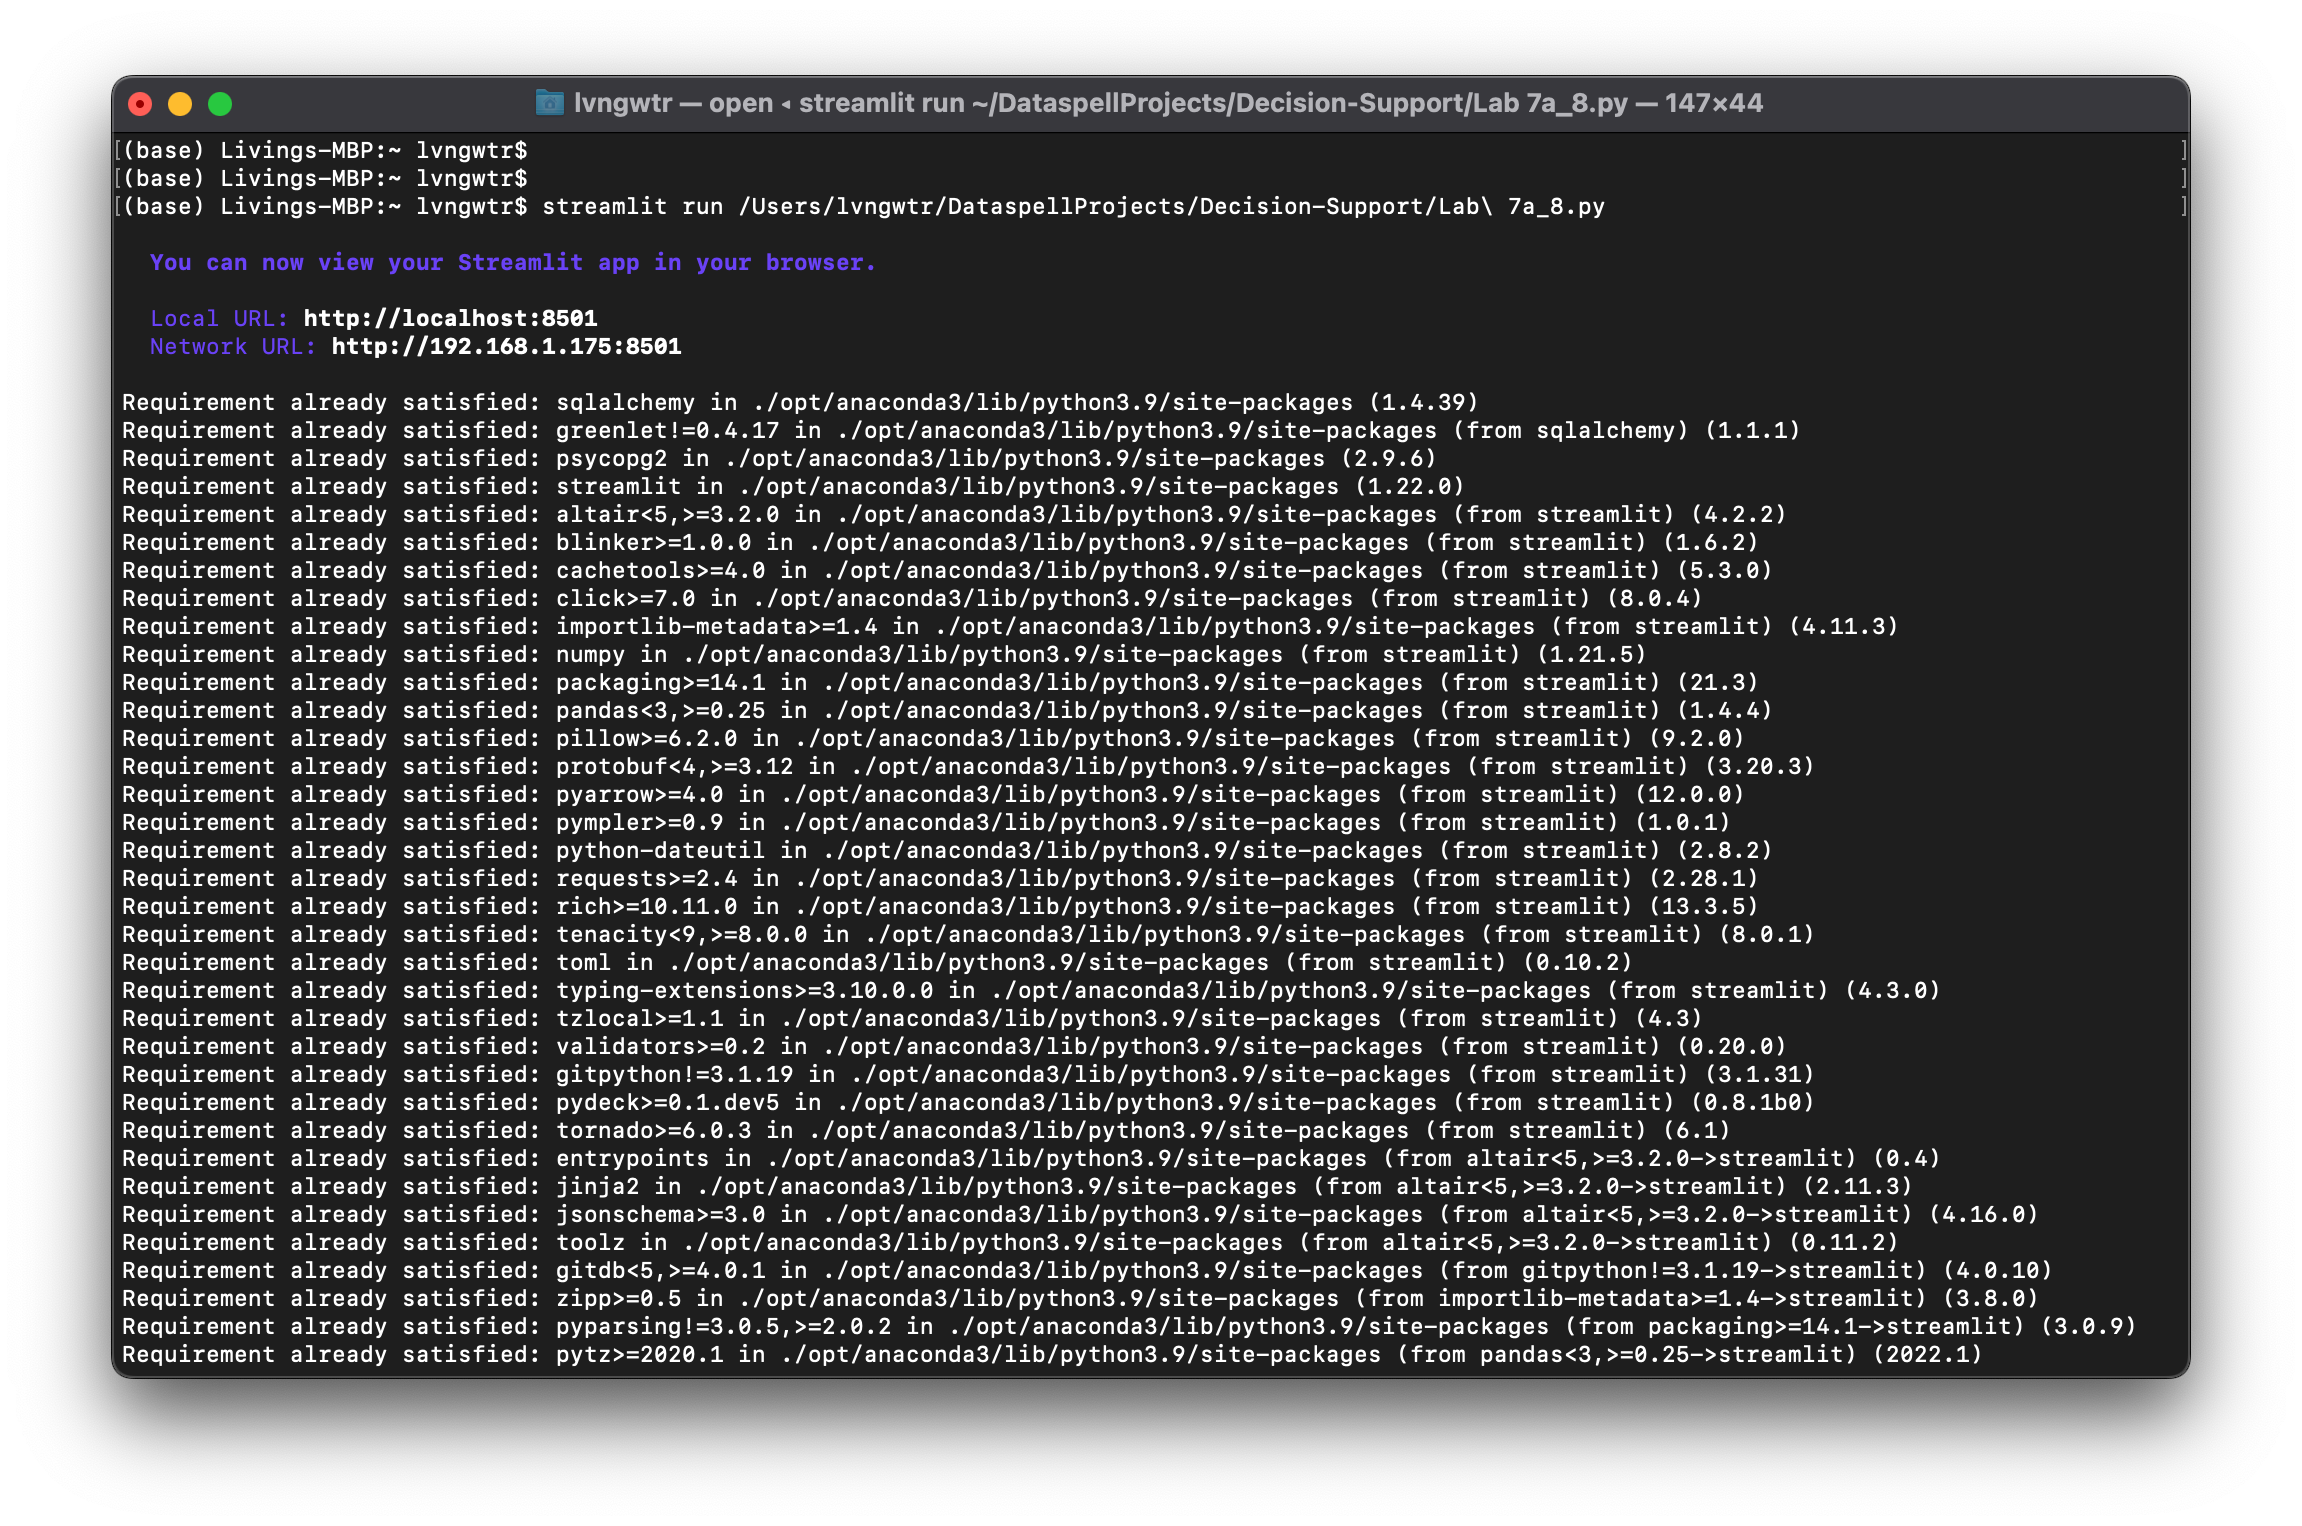 lvngwtr — open ◂ streamlit run ~/DataspellProjects/Decision-Support/Lab 7a_8.py — 147×44
[(base) Livings-MBP:~ lvngwtr$ ]
[(base) Livings-MBP:~ lvngwtr$ ]
[(base) Livings-MBP:~ lvngwtr$ streamlit run /Users/lvngwtr/DataspellProjects/Decision-Support/Lab\ 7a_8.py ]
You can now view your Streamlit app in your browser.
Local URL: http://localhost:8501
Network URL: http://192.168.1.175:8501
Requirement already satisfied: sqlalchemy in ./opt/anaconda3/lib/python3.9/site-packages (1.4.39)
Requirement already satisfied: greenlet!=0.4.17 in ./opt/anaconda3/lib/python3.9/site-packages (from sqlalchemy) (1.1.1)
Requirement already satisfied: psycopg2 in ./opt/anaconda3/lib/python3.9/site-packages (2.9.6)
Requirement already satisfied: streamlit in ./opt/anaconda3/lib/python3.9/site-packages (1.22.0)
Requirement already satisfied: altair<5,>=3.2.0 in ./opt/anaconda3/lib/python3.9/site-packages (from streamlit) (4.2.2)
Requirement already satisfied: blinker>=1.0.0 in ./opt/anaconda3/lib/python3.9/site-packages (from streamlit) (1.6.2)
Requirement already satisfied: cachetools>=4.0 in ./opt/anaconda3/lib/python3.9/site-packages (from streamlit) (5.3.0)
Requirement already satisfied: click>=7.0 in ./opt/anaconda3/lib/python3.9/site-packages (from streamlit) (8.0.4)
Requirement already satisfied: importlib-metadata>=1.4 in ./opt/anaconda3/lib/python3.9/site-packages (from streamlit) (4.11.3)
Requirement already satisfied: numpy in ./opt/anaconda3/lib/python3.9/site-packages (from streamlit) (1.21.5)
Requirement already satisfied: packaging>=14.1 in ./opt/anaconda3/lib/python3.9/site-packages (from streamlit) (21.3)
Requirement already satisfied: pandas<3,>=0.25 in ./opt/anaconda3/lib/python3.9/site-packages (from streamlit) (1.4.4)
Requirement already satisfied: pillow>=6.2.0 in ./opt/anaconda3/lib/python3.9/site-packages (from streamlit) (9.2.0)
Requirement already satisfied: protobuf<4,>=3.12 in ./opt/anaconda3/lib/python3.9/site-packages (from streamlit) (3.20.3)
Requirement already satisfied: pyarrow>=4.0 in ./opt/anaconda3/lib/python3.9/site-packages (from streamlit) (12.0.0)
Requirement already satisfied: pympler>=0.9 in ./opt/anaconda3/lib/python3.9/site-packages (from streamlit) (1.0.1)
Requirement already satisfied: python-dateutil in ./opt/anaconda3/lib/python3.9/site-packages (from streamlit) (2.8.2)
Requirement already satisfied: requests>=2.4 in ./opt/anaconda3/lib/python3.9/site-packages (from streamlit) (2.28.1)
Requirement already satisfied: rich>=10.11.0 in ./opt/anaconda3/lib/python3.9/site-packages (from streamlit) (13.3.5)
Requirement already satisfied: tenacity<9,>=8.0.0 in ./opt/anaconda3/lib/python3.9/site-packages (from streamlit) (8.0.1)
Requirement already satisfied: toml in ./opt/anaconda3/lib/python3.9/site-packages (from streamlit) (0.10.2)
Requirement already satisfied: typing-extensions>=3.10.0.0 in ./opt/anaconda3/lib/python3.9/site-packages (from streamlit) (4.3.0)
Requirement already satisfied: tzlocal>=1.1 in ./opt/anaconda3/lib/python3.9/site-packages (from streamlit) (4.3)
Requirement already satisfied: validators>=0.2 in ./opt/anaconda3/lib/python3.9/site-packages (from streamlit) (0.20.0)
Requirement already satisfied: gitpython!=3.1.19 in ./opt/anaconda3/lib/python3.9/site-packages (from streamlit) (3.1.31)
Requirement already satisfied: pydeck>=0.1.dev5 in ./opt/anaconda3/lib/python3.9/site-packages (from streamlit) (0.8.1b0)
Requirement already satisfied: tornado>=6.0.3 in ./opt/anaconda3/lib/python3.9/site-packages (from streamlit) (6.1)
Requirement already satisfied: entrypoints in ./opt/anaconda3/lib/python3.9/site-packages (from altair<5,>=3.2.0->streamlit) (0.4)
Requirement already satisfied: jinja2 in ./opt/anaconda3/lib/python3.9/site-packages (from altair<5,>=3.2.0->streamlit) (2.11.3)
Requirement already satisfied: jsonschema>=3.0 in ./opt/anaconda3/lib/python3.9/site-packages (from altair<5,>=3.2.0->streamlit) (4.16.0)
Requirement already satisfied: toolz in ./opt/anaconda3/lib/python3.9/site-packages (from altair<5,>=3.2.0->streamlit) (0.11.2)
Requirement already satisfied: gitdb<5,>=4.0.1 in ./opt/anaconda3/lib/python3.9/site-packages (from gitpython!=3.1.19->streamlit) (4.0.10)
Requirement already satisfied: zipp>=0.5 in ./opt/anaconda3/lib/python3.9/site-packages (from importlib-metadata>=1.4->streamlit) (3.8.0)
Requirement already satisfied: pyparsing!=3.0.5,>=2.0.2 in ./opt/anaconda3/lib/python3.9/site-packages (from packaging>=14.1->streamlit) (3.0.9)
Requirement already satisfied: pytz>=2020.1 in ./opt/anaconda3/lib/python3.9/site-packages (from pandas<3,>=0.25->streamlit) (2022.1)